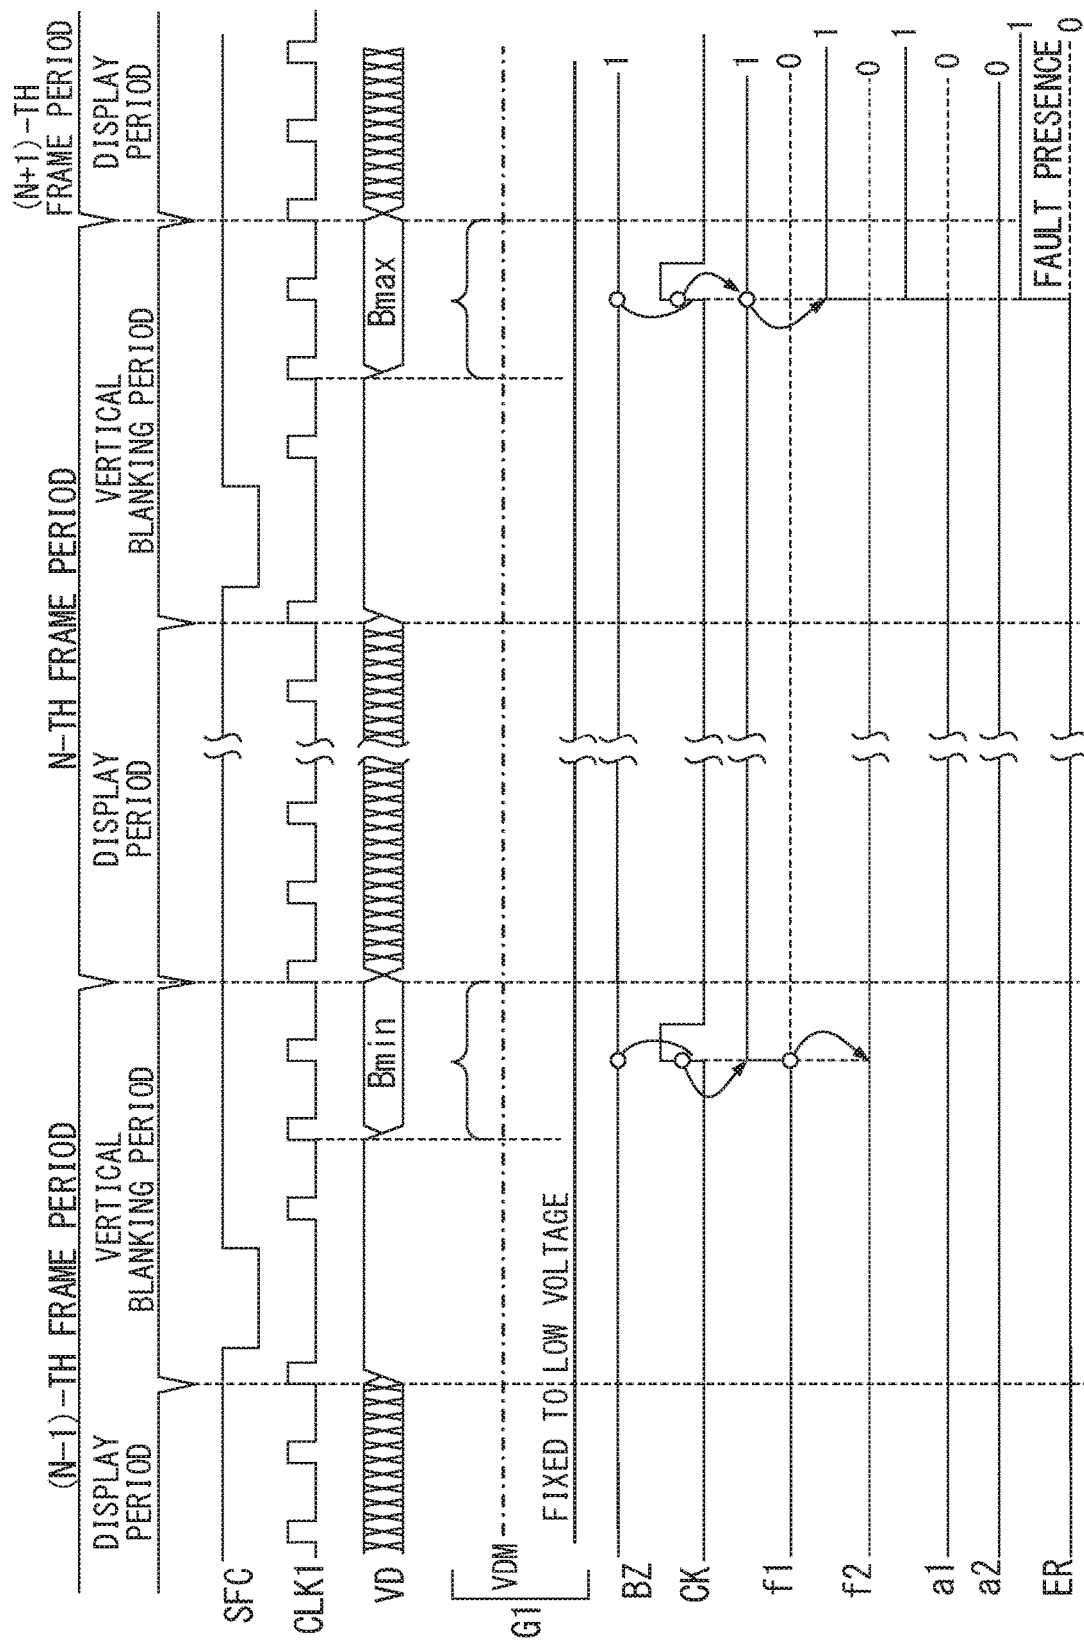 (N-1)-TH FRAME PERIOD
N-TH FRAME PERIOD
(N+1)-TH
FRAME PERIOD
DISPLAY
PERIOD
VERTICAL
BLANKING PERIOD
DISPLAY
PERIOD
VERTICAL
BLANKING PERIOD
DISPLAY
PERIOD
SFC
CLK1
VD
Bmin
Bmax
G1
VDM
FIXED TO LOW VOLTAGE
BZ
1
CK
1
f1
0
1
f2
0
1
a1
0
a2
0
1
FAULT PRESENCE
ER
0